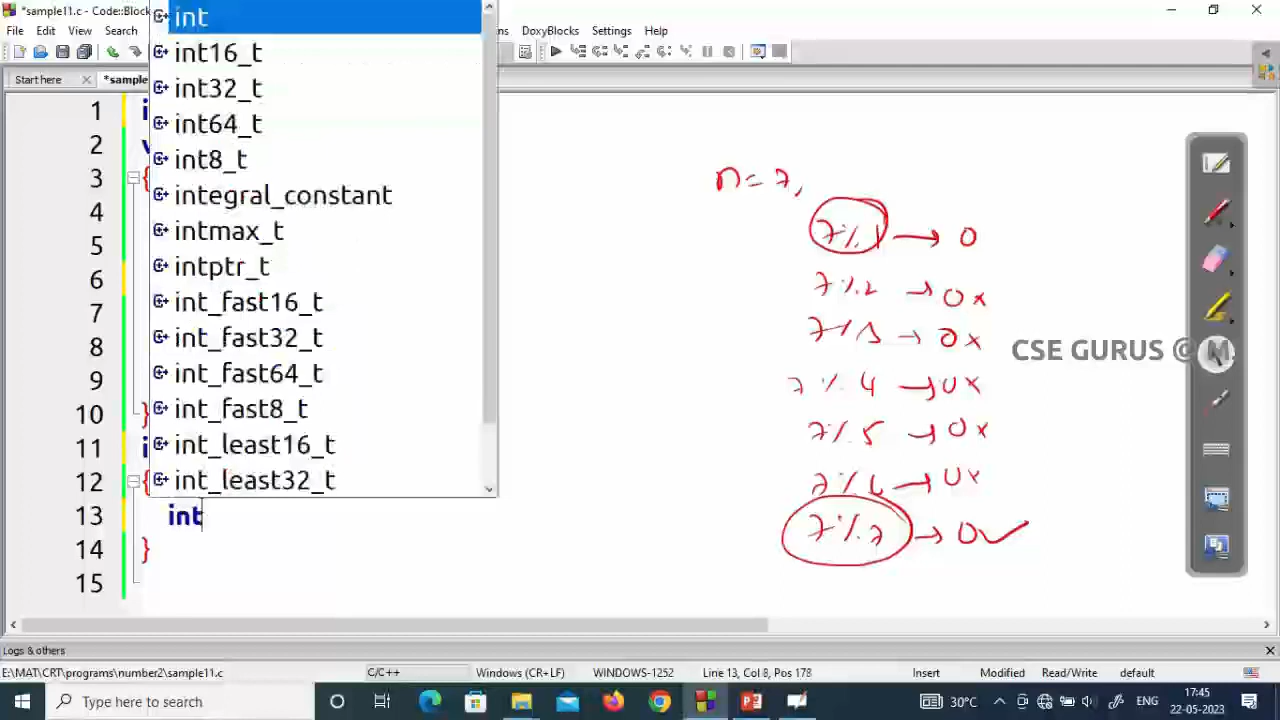 *sample11.c - Code::Block
File Edit View Search DoxyBlocks Settings Help
Start here *sample
1 i
2 v
3 {
4
5
6
7
8
9
10 }
11 i
12 {
13 int
14 }
15
int
int16_t
int32_t
int64_t
int8_t
integral_constant
intmax_t
intptr_t
int_fast16_t
int_fast32_t
int_fast64_t
int_fast8_t
int_least16_t
int_least32_t
n=7,
7%1 → 0
7%2 → 0 x
7%3 → 0 x
7%4 → 0 x
7%5 → 0 x
7%6 → 0 x
7%7 → 0 ✓
CSE GURUS @ M
Logs & others
E:\MAT\CRT\programs\number2\sample11.c C/C++ Windows (CR+LF) WINDOWS-1252 Line 13, Col 8, Pos 178 Insert Modified Read/Write default
Type here to search 30°C ENG 17:45
22-05-2023